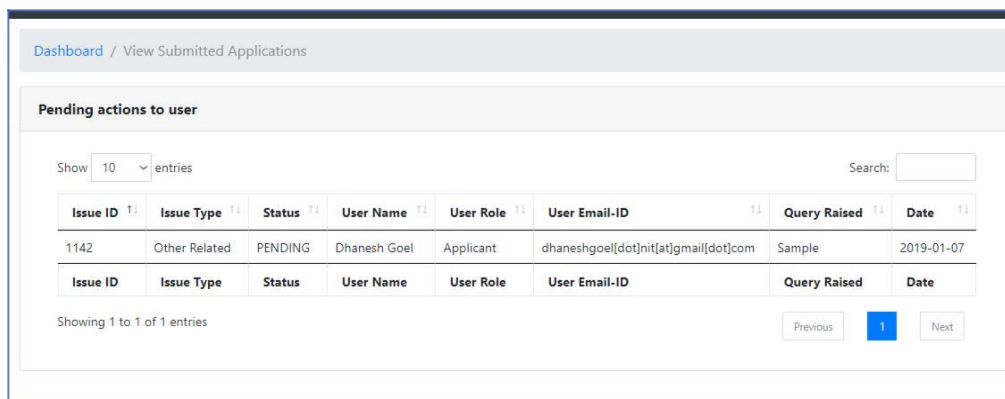 Dashboard / View Submitted Applications
Pending actions to user
Show 10 entries Search:
Issue ID Issue Type Status User Name User Role User Email-ID Query Raised Date
1142 Other Related PENDING Dhanesh Goel Applicant dhaneshgoel[dot]nit[at]gmail[dot]com Sample 2019-01-07
Issue ID Issue Type Status User Name User Role User Email-ID Query Raised Date
Showing 1 to 1 of 1 entries Previous 1 Next